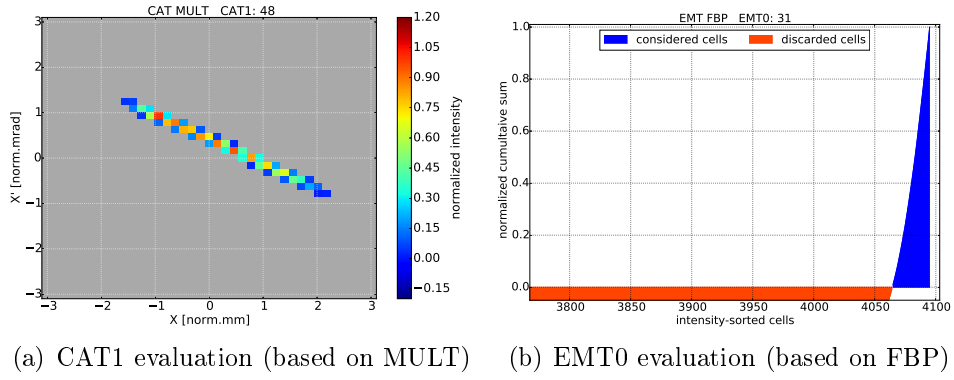 CAT MULT   CAT1: 48
3
2
1
0
−1
−2
−3
X' [norm.mrad]
−3 −2 −1 0 1 2 3
X [norm.mm]
1.20
1.05
0.90
0.75
0.60
0.45
0.30
0.15
0.00
−0.15
normalized intensity
(a) CAT1 evaluation (based on MULT)
EMT FBP   EMT0: 31
considered cells
discarded cells
1.0
0.8
0.6
0.4
0.2
0.0
normalized cumultaive sum
3800 3850 3900 3950 4000 4050 4100
intensity-sorted cells
(b) EMT0 evaluation (based on FBP)